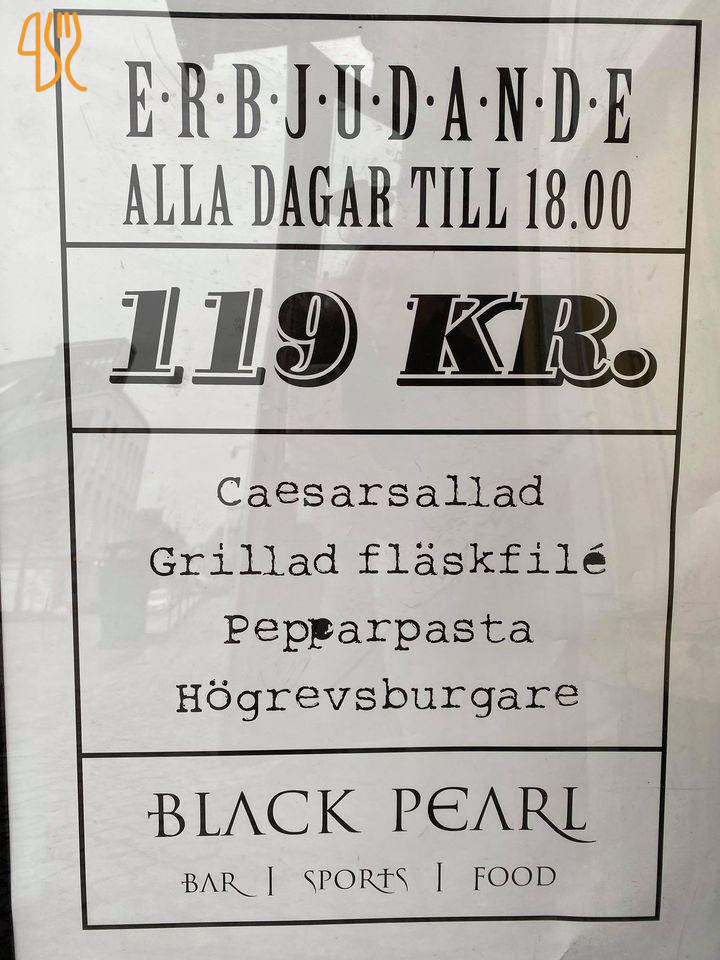 E·R·B·J·U·D·A·N·D·E
ALLA DAGAR TILL 18.00
119 KR.
Caesarsallad
Grillad fläskfilé
Pepparpasta
Högrevsburgare
BLACK PEARL
BAR | SPORTS | FOOD